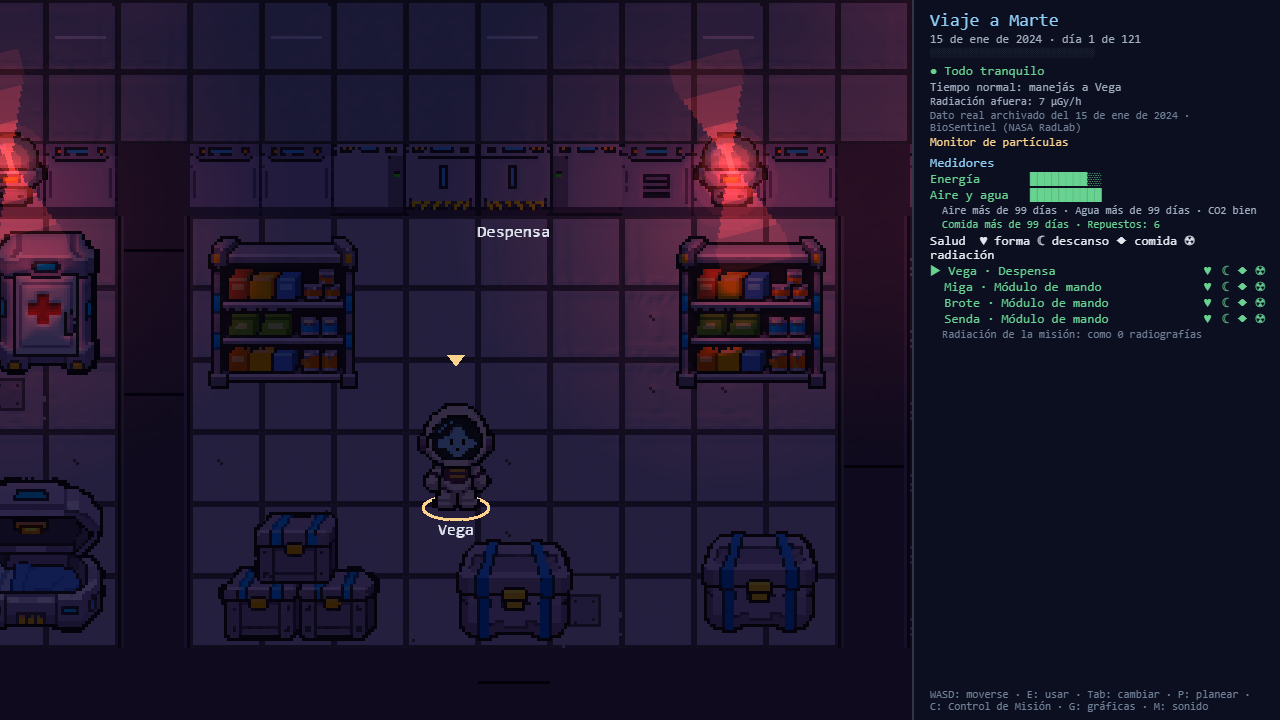 Viaje a Marte
15 de ene de 2024 · día 1 de 121
● Todo tranquilo
Tiempo normal: manejás a Vega
Radiación afuera: 7 µGy/h
Dato real archivado del 15 de ene de 2024 ·
BioSentinel (NASA RadLab)
Monitor de partículas
Medidores
Energía
Aire y agua
Aire más de 99 días · Agua más de 99 días · CO2 bien
Comida más de 99 días · Repuestos: 6
Salud ♥ forma ☾ descanso ◆ comida ☢
radiación
▶ Vega · Despensa ♥ ☾ ◆ ☢
Miga · Módulo de mando ♥ ☾ ◆ ☢
Brote · Módulo de mando ♥ ☾ ◆ ☢
Senda · Módulo de mando ♥ ☾ ◆ ☢
Radiación de la misión: como 0 radiografías
Despensa
Vega
WASD: moverse · E: usar · Tab: cambiar · P: planear ·
C: Control de Misión · G: gráficas · M: sonido